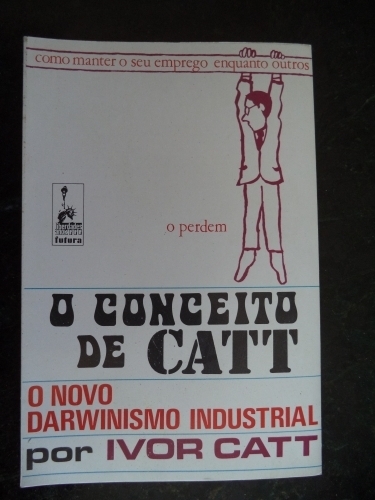 como manter o seu emprego enquanto outros
o perdem
futura
O CONCEITO
DE CATT
O NOVO
DARWINISMO INDUSTRIAL
por IVOR CATT